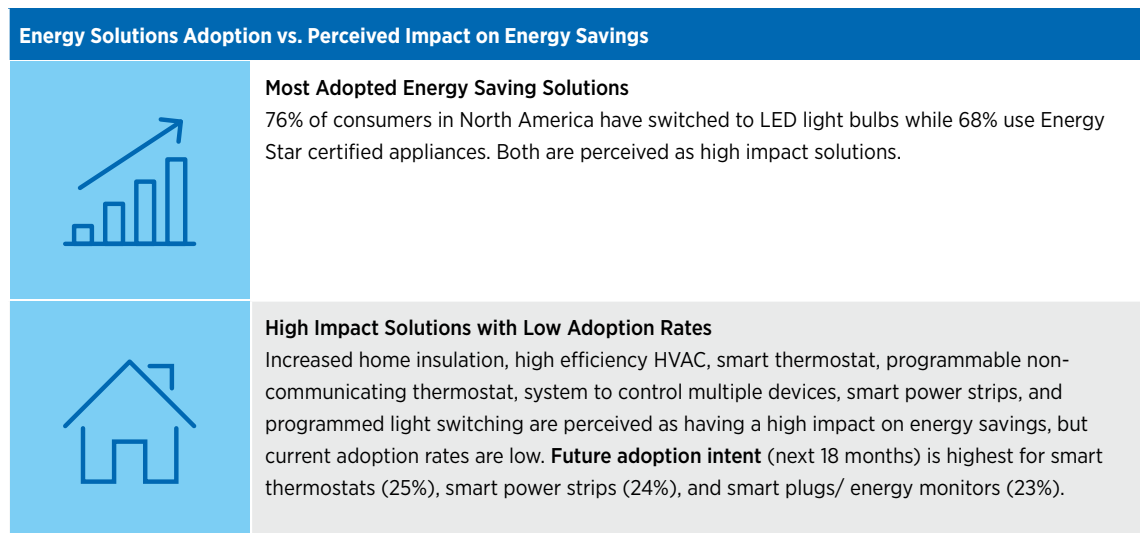 Energy Solutions Adoption vs. Perceived Impact on Energy Savings
Most Adopted Energy Saving Solutions
76% of consumers in North America have switched to LED light bulbs while 68% use Energy
Star certified appliances. Both are perceived as high impact solutions.
High Impact Solutions with Low Adoption Rates
Increased home insulation, high efficiency HVAC, smart thermostat, programmable non-
communicating thermostat, system to control multiple devices, smart power strips, and
programmed light switching are perceived as having a high impact on energy savings, but
current adoption rates are low. Future adoption intent (next 18 months) is highest for smart
thermostats (25%), smart power strips (24%), and smart plugs/ energy monitors (23%).